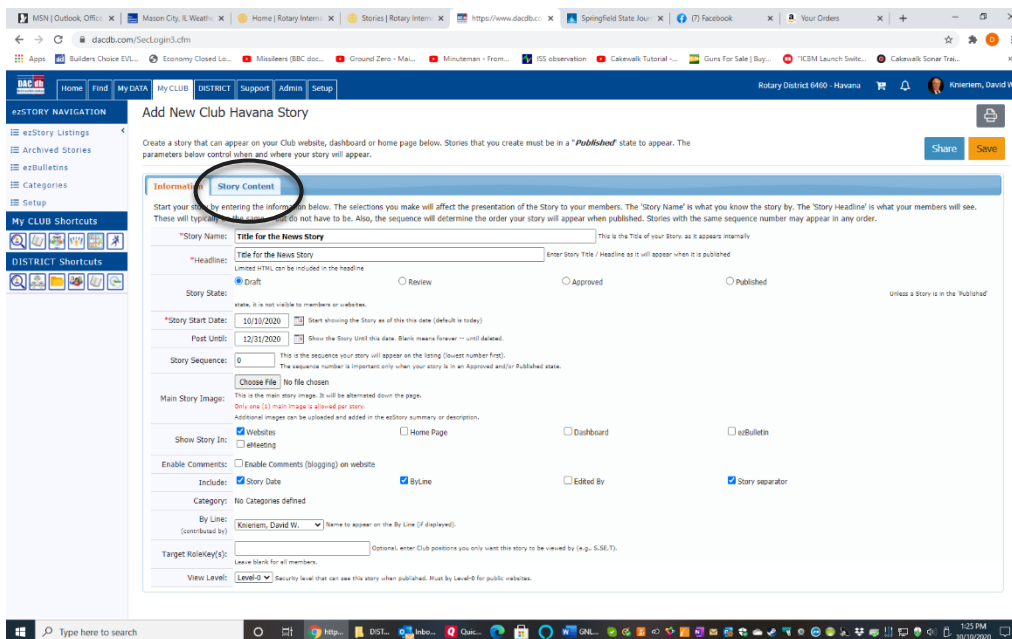 MSN | Outlook, Office
Mason City, IL Weathe
Home | Rotary Interna
Stories | Rotary Interna
https://www.dacdb.co
Springfield State Jour
(7) Facebook
Your Orders
dacdb.com/SecLogin3.cfm
Apps
Builders Choice EVL...
Economy Closed Lo...
Missileers (BBC doc...
Ground Zero - Mai...
Minuteman - From...
ISS observation
Cakewalk Tutorial -...
Guns For Sale | Buy...
"ICBM Launch Switc...
Cakewalk Sonar Trai...
DAC db
Home
Find
My DATA
My CLUB
DISTRICT
Support
Admin
Setup
Rotary District 6460 - Havana
Knieriem, David W
ezSTORY NAVIGATION
ezStory Listings
Archived Stories
ezBulletins
Categories
Setup
My CLUB Shortcuts
DISTRICT Shortcuts
Add New Club Havana Story
Create a story that can appear on your Club website, dashboard or home page below. Stories that you create must be in a "Published" state to appear. The
parameters below control when and where your story will appear.
Share
Save
Information
Story Content
Start your story by entering the information below. The selections you make will affect the presentation of the Story to your members. The 'Story Name' is what you know the story by. The 'Story Headline' is what your members will see.
These will typically be the same but do not have to be. Also, the sequence will determine the order your story will appear when published. Stories with the same sequence number may appear in any order.
*Story Name: Title for the News Story This is the Title of your Story, as it appears internally
*Headline: Title for the News Story Enter Story Title / Headline as it will appear when it is published
Limited HTML can be included in the headline
Story State: Draft Review Approved Published Unless a Story is in the 'Published'
state, it is not visible to members or websites.
*Story Start Date: 10/10/2020 Start showing the Story as of this this date (default is today)
Post Until: 12/31/2020 Show the Story Until this date. Blank means forever -- until deleted.
Story Sequence: 0 This is the sequence your story will appear on the listing (lowest number first).
The sequence number is important only when your story is in an Approved and/or Published state.
Main Story Image: Choose File No file chosen
This is the main story image. It will be alternated down the page.
Only one (1) main image is allowed per story.
Additional images can be uploaded and added in the ezStory summary or description.
Show Story In: Websites Home Page Dashboard ezBulletin
eMeeting
Enable Comments: Enable Comments (blogging) on website
Include: Story Date ByLine Edited By Story separator
Category: No Categories defined
By Line: Knieriem, David W. Name to appear on the By Line (if displayed).
(contributed by)
Target RoleKey(s): Optional, enter Club positions you only want this story to be viewed by (e.g., S.SE.T).
Leave blank for all members.
View Level: Level-0 Security level that can see this story when published. Must by Level-0 for public websites.
Type here to search
http...
DIST...
Inbo...
Quic...
GNL...
1:25 PM
10/10/2020